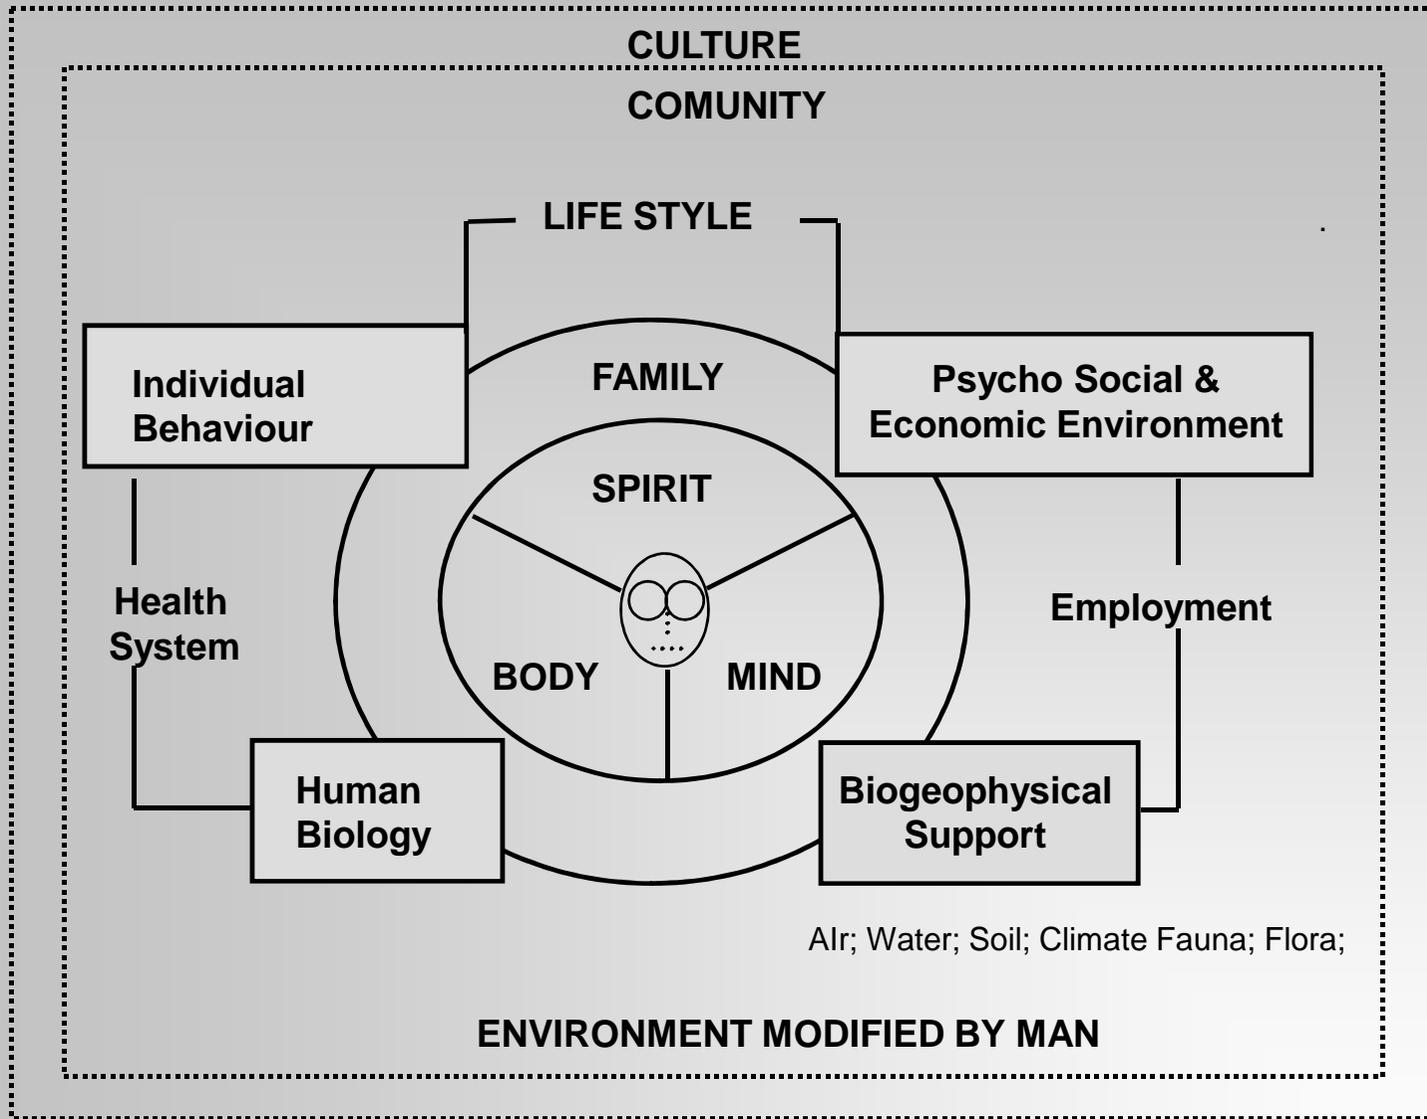 CULTURE
COMUNITY
LIFE STYLE
.
Individual
Behaviour
FAMILY
Psycho Social &
Economic Environment
SPIRIT
Health
System
Employment
BODY
MIND
Human
Biology
Biogeophysical
Support
AIr; Water; Soil; Climate Fauna; Flora;
ENVIRONMENT MODIFIED BY MAN